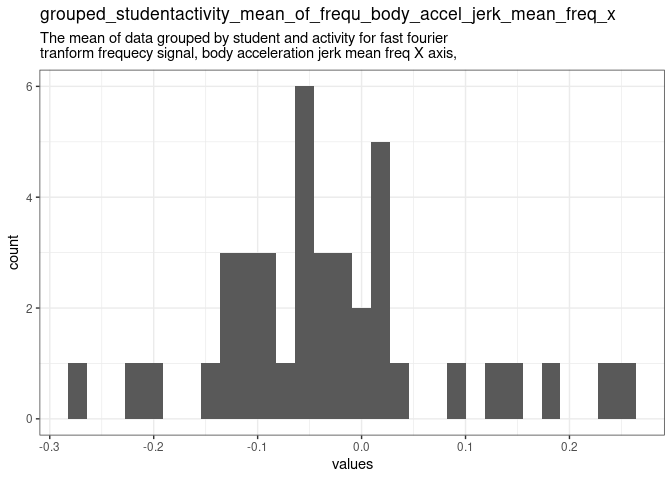 grouped_studentactivity_mean_of_frequ_body_accel_jerk_mean_freq_x
The mean of data grouped by student and activity for fast fourier
tranform frequecy signal, body acceleration jerk mean freq X axis,
6
4
2
0
count
-0.3 -0.2 -0.1 0.0 0.1 0.2
values